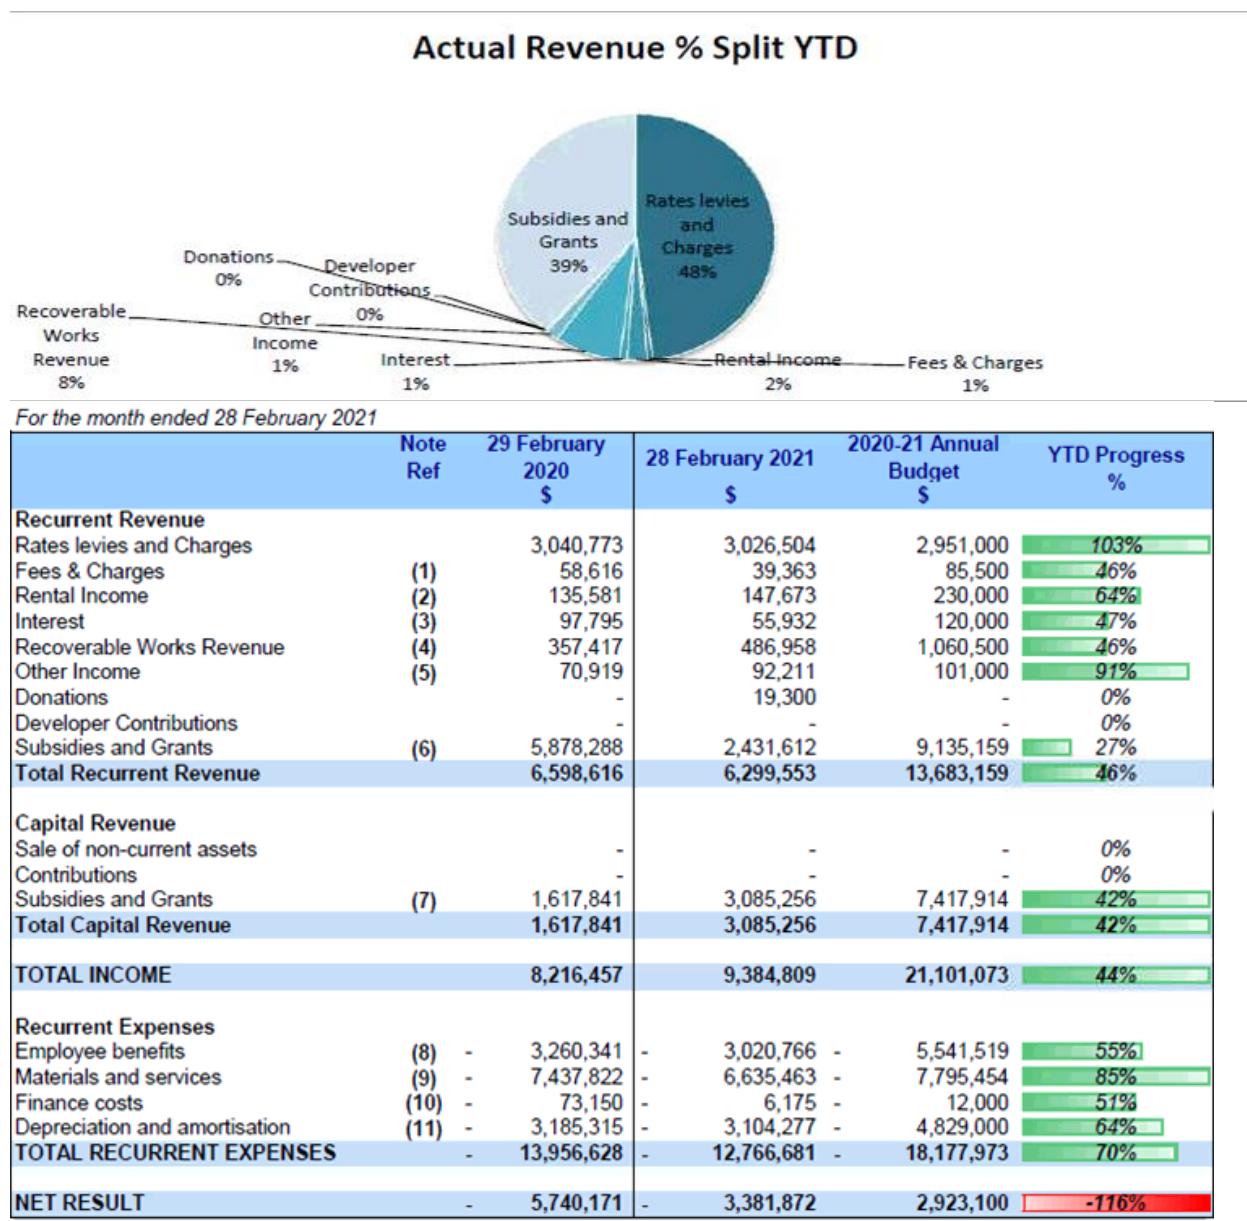 Actual Revenue % Split YTD
Rates levies
and
Charges
48%
Subsidies and
Grants
39%
Donations
0%
Developer
Contributions
0%
Recoverable
Works
Revenue
8%
Other
Income
1%
Interest
1%
Rental Income
2%
Fees & Charges
1%
For the month ended 28 February 2021
Note Ref 29 February 2020 $ 28 February 2021 $ 2020-21 Annual Budget $ YTD Progress %
Recurrent Revenue
Rates levies and Charges 3,040,773 3,026,504 2,951,000 103%
Fees & Charges (1) 58,616 39,363 85,500 46%
Rental Income (2) 135,581 147,673 230,000 64%
Interest (3) 97,795 55,932 120,000 47%
Recoverable Works Revenue (4) 357,417 486,958 1,060,500 46%
Other Income (5) 70,919 92,211 101,000 91%
Donations - 19,300 - 0%
Developer Contributions - - - 0%
Subsidies and Grants (6) 5,878,288 2,431,612 9,135,159 27%
Total Recurrent Revenue 6,598,616 6,299,553 13,683,159 46%
Capital Revenue
Sale of non-current assets - - - 0%
Contributions - - - 0%
Subsidies and Grants (7) 1,617,841 3,085,256 7,417,914 42%
Total Capital Revenue 1,617,841 3,085,256 7,417,914 42%
TOTAL INCOME 8,216,457 9,384,809 21,101,073 44%
Recurrent Expenses
Employee benefits (8) - 3,260,341 - 3,020,766 - 5,541,519 55%
Materials and services (9) - 7,437,822 - 6,635,463 - 7,795,454 85%
Finance costs (10) - 73,150 - 6,175 - 12,000 51%
Depreciation and amortisation (11) - 3,185,315 - 3,104,277 - 4,829,000 64%
TOTAL RECURRENT EXPENSES - 13,956,628 - 12,766,681 - 18,177,973 70%
NET RESULT - 5,740,171 - 3,381,872 2,923,100 -116%